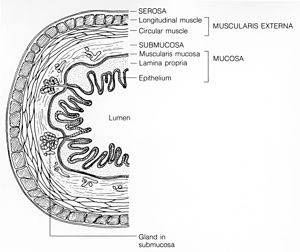 SEROSA
Longitudinal muscle
MUSCULARIS EXTERNA
Circular muscle
SUBMUCOSA
Muscularis mucosa
MUCOSA
Lamina propria
Epithelium
Lumen
Gland in
submucosa